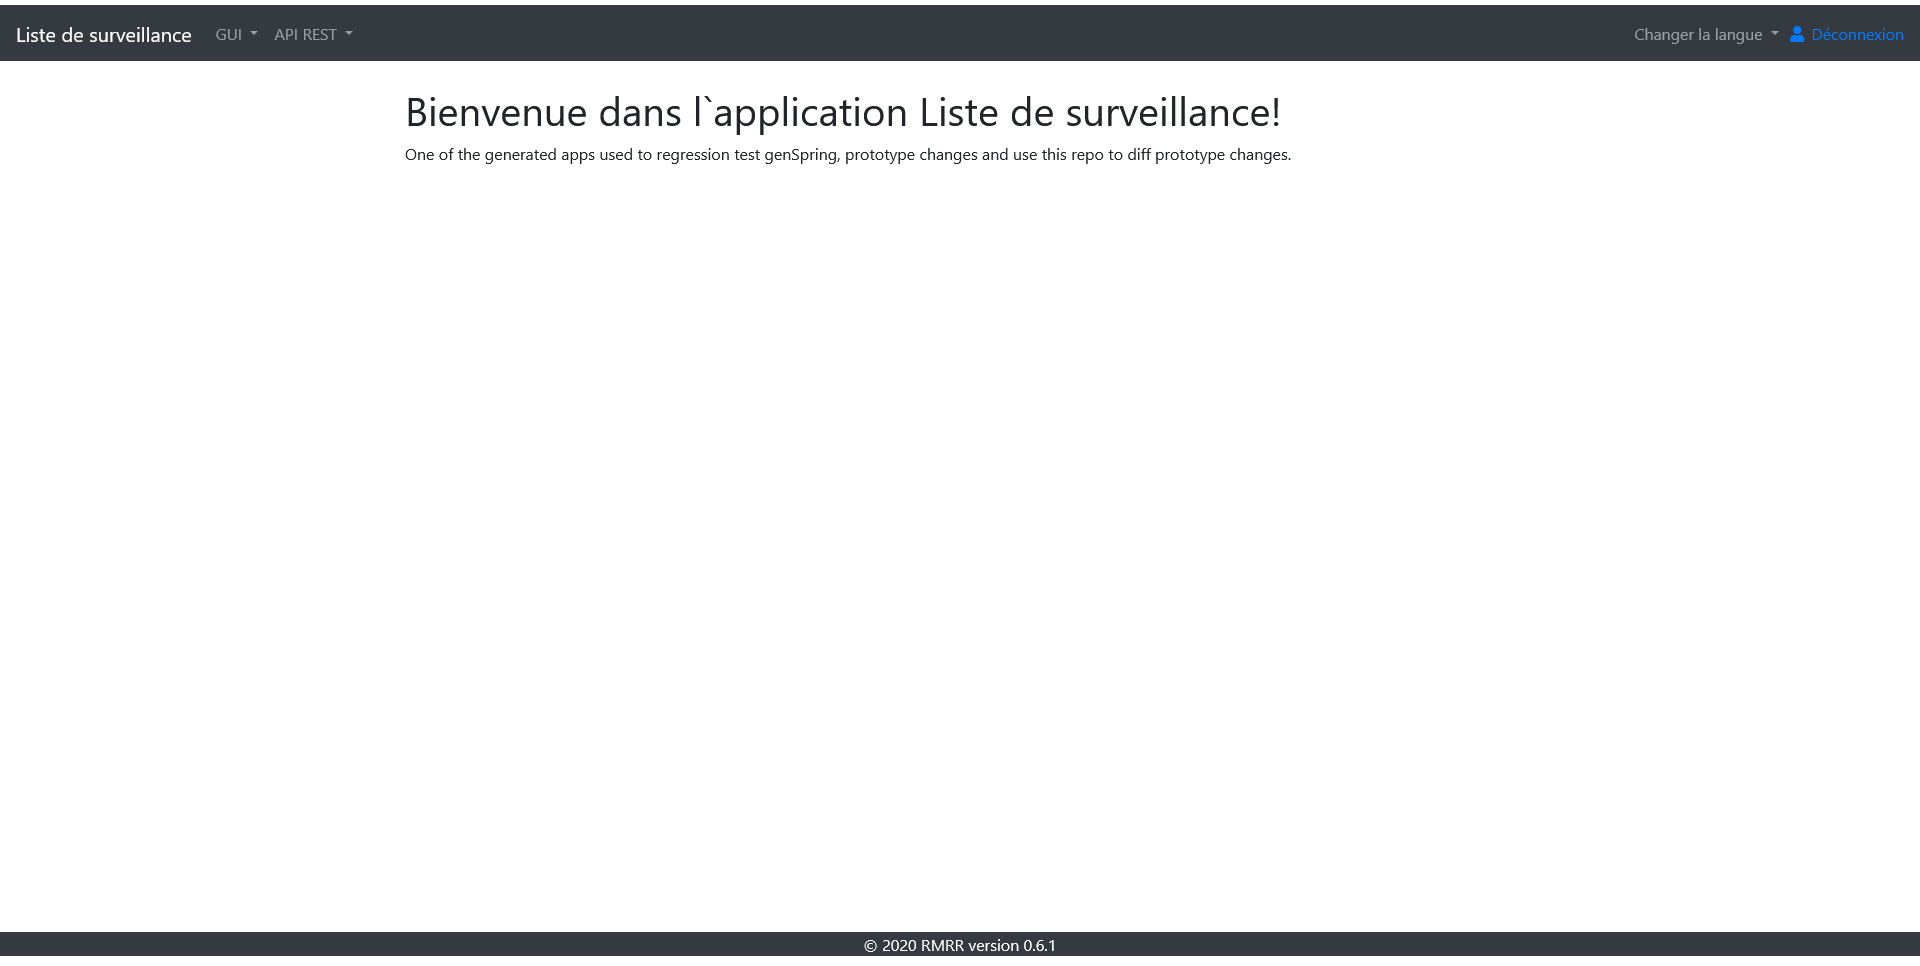 Liste de surveillance GUI API REST Changer la langue Déconnexion
Bienvenue dans l`application Liste de surveillance!
One of the generated apps used to regression test genSpring, prototype changes and use this repo to diff prototype changes.
© 2020 RMRR version 0.6.1